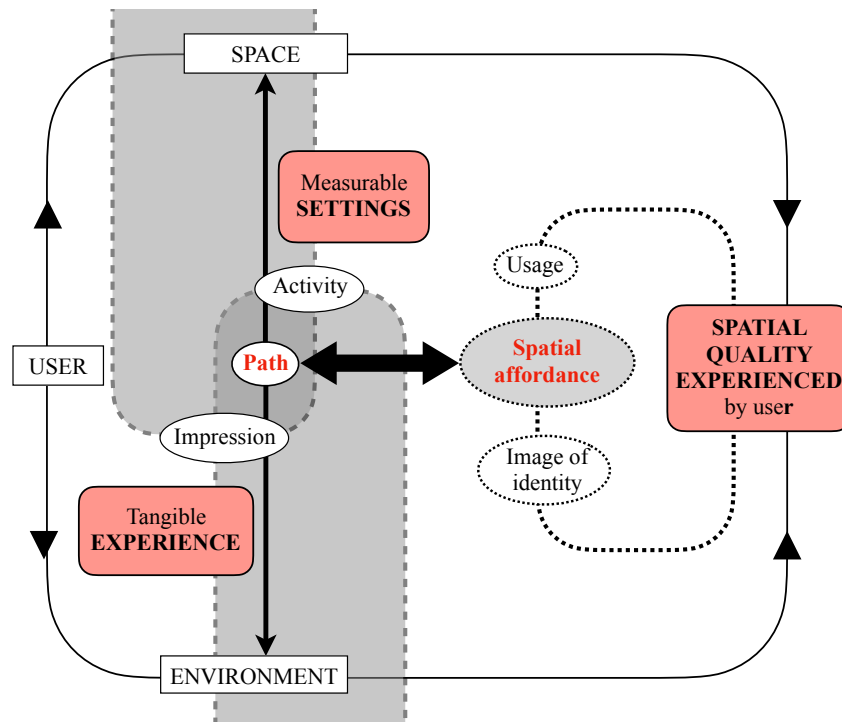 SPACE
Measurable
SETTINGS
Usage
Activity
SPATIAL
QUALITY
EXPERIENCED
by user
USER
Path
Spatial
affordance
Impression
Image of
identity
Tangible
EXPERIENCE
ENVIRONMENT